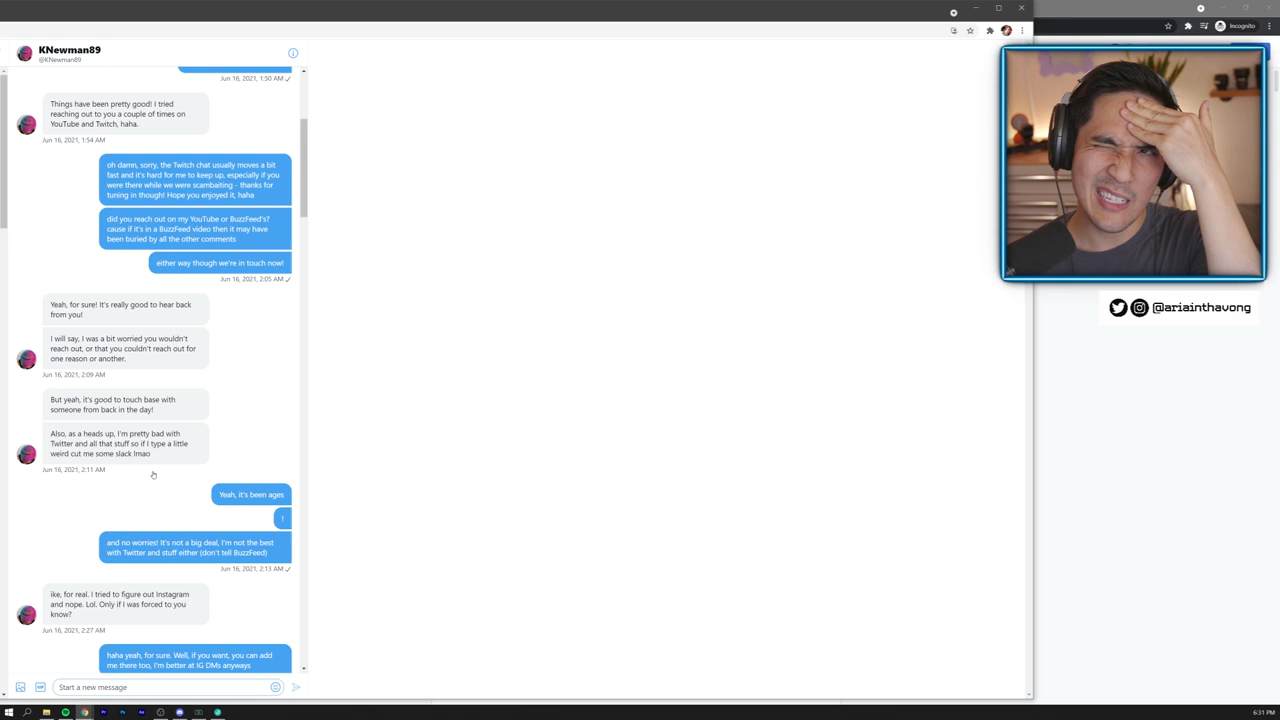 Incognito
KNewman89
@KNewman89
Jun 16, 2021, 1:50 AM
Things have been pretty good! I tried
reaching out to you a couple of times on
YouTube and Twitch, haha.
Jun 16, 2021, 1:54 AM
oh damn, sorry, the Twitch chat usually moves a bit
fast and it's hard for me to keep up, especially if you
were there while we were scambaiting - thanks for
tuning in though! Hope you enjoyed it, haha
did you reach out on my YouTube or BuzzFeed's?
cause if it's in a BuzzFeed video then it may have
been buried by all the other comments
either way though we're in touch now!
Jun 16, 2021, 2:05 AM
Yeah, for sure! It's really good to hear back
from you!
I will say, I was a bit worried you wouldn't
reach out, or that you couldn't reach out for
one reason or another.
Jun 16, 2021, 2:09 AM
But yeah, it's good to touch base with
someone from back in the day!
Also, as a heads up, I'm pretty bad with
Twitter and all that stuff so if I type a little
weird cut me some slack lmao
Jun 16, 2021, 2:11 AM
Yeah, it's been ages
!
and no worries! It's not a big deal, I'm not the best
with Twitter and stuff either (don't tell BuzzFeed)
Jun 16, 2021, 2:13 AM
ike, for real. I tried to figure out Instagram
and nope. Lol. Only if I was forced to you
know?
Jun 16, 2021, 2:27 AM
haha yeah, for sure. Well, if you want, you can add
me there too, I'm better at IG DMs anyways
Start a new message
@ariainthavong
6:31 PM